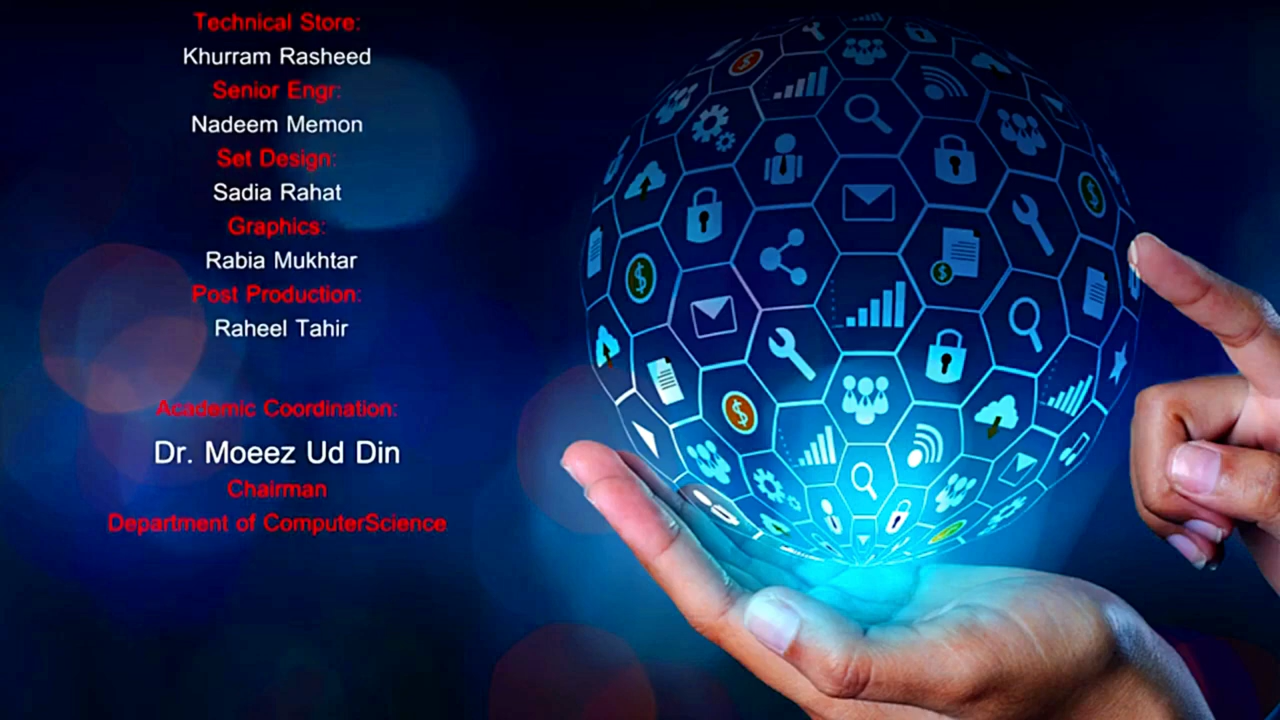 Technical Store:
Khurram Rasheed
Senior Engr:
Nadeem Memon
Set Design:
Sadia Rahat
Graphics:
Rabia Mukhtar
Post Production:
Raheel Tahir
Academic Coordination:
Dr. Moeez Ud Din
Chairman
Department of ComputerScience